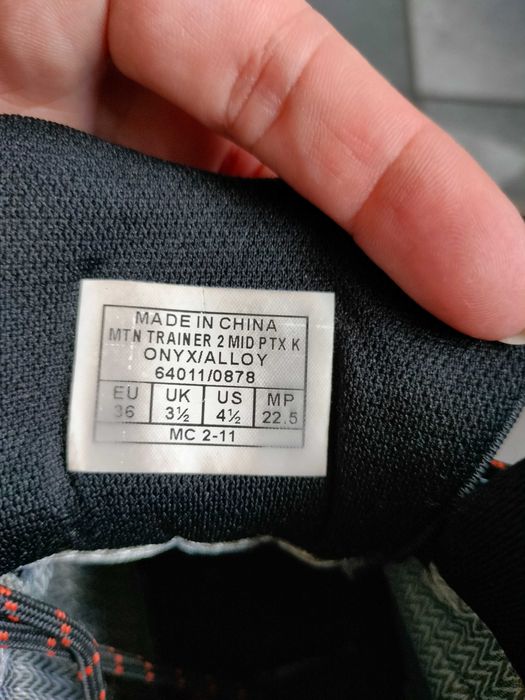 MADE IN CHINA
MTN TRAINER 2 MID PTX K
ONYX/ALLOY
64011/0878
EU UK US MP
36 3½ 4½ 22.5
MC 2-11